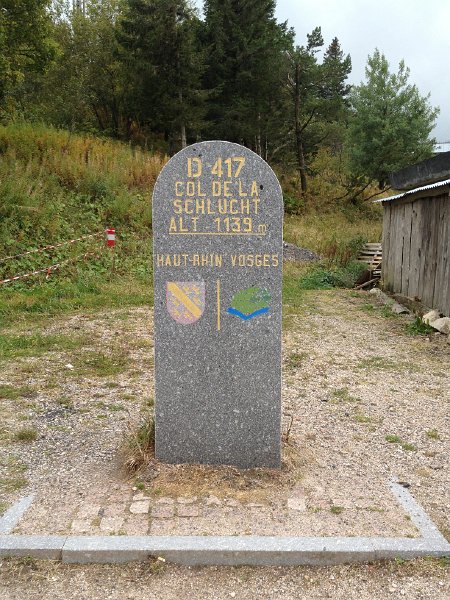 D 417
COL DE LA
SCHLUCHT
ALT. 1139 m
HAUT-RHIN VOSGES